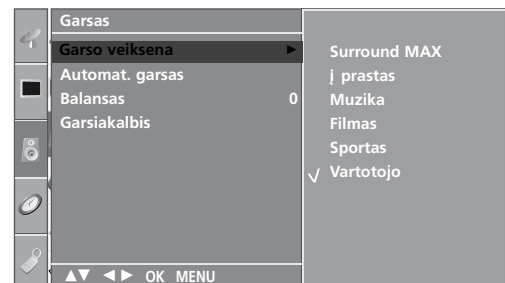 Garsas
Garso veiksena ►
Automat. garsas
Balansas 0
Garsiakalbis
▲▼ ◄► OK MENU
Surround MAX
į prastas
Muzika
Filmas
Sportas
√ Vartotojo